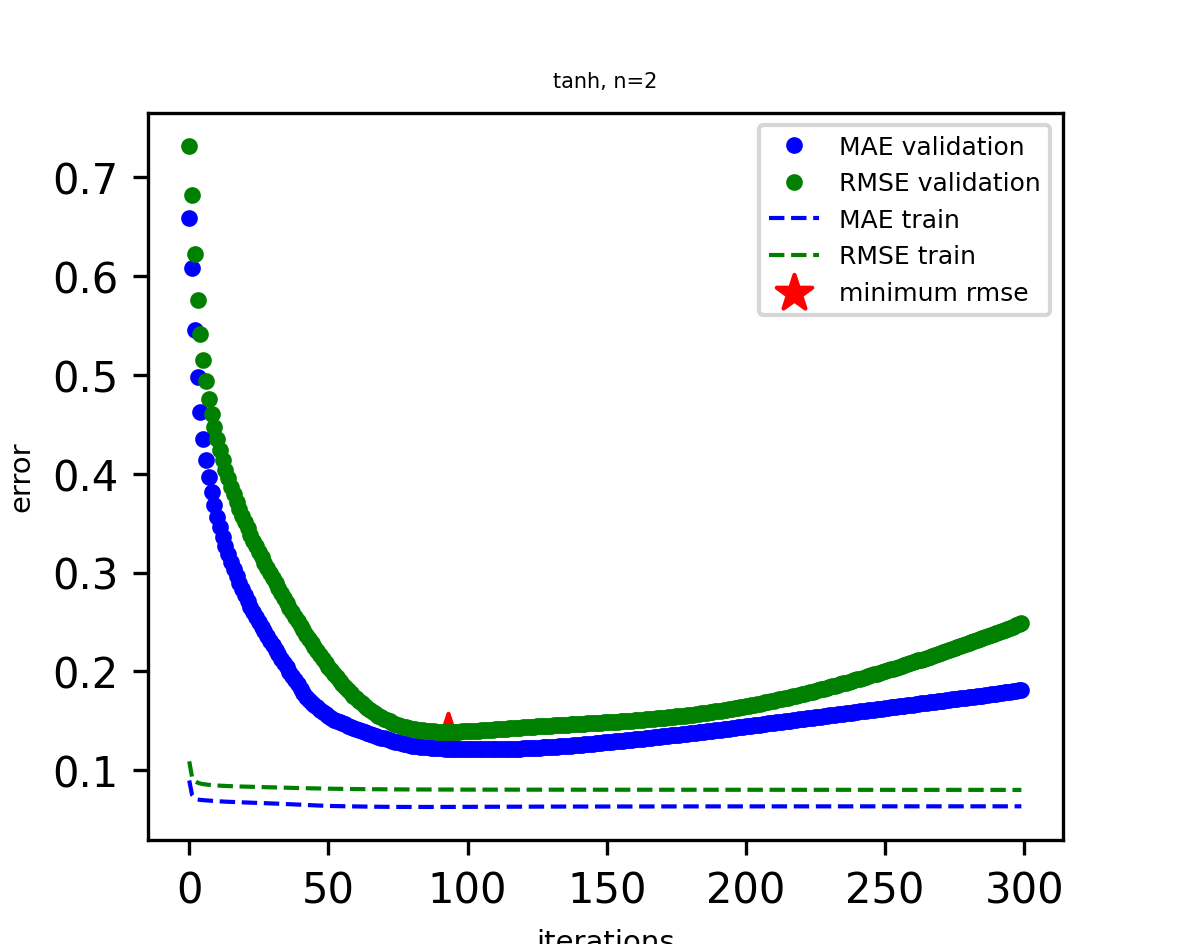 tanh, n=2
0.7
0.6
0.5
0.4
0.3
0.2
0.1
error
MAE validation
RMSE validation
MAE train
RMSE train
minimum rmse
0 50 100 150 200 250 300
iterations